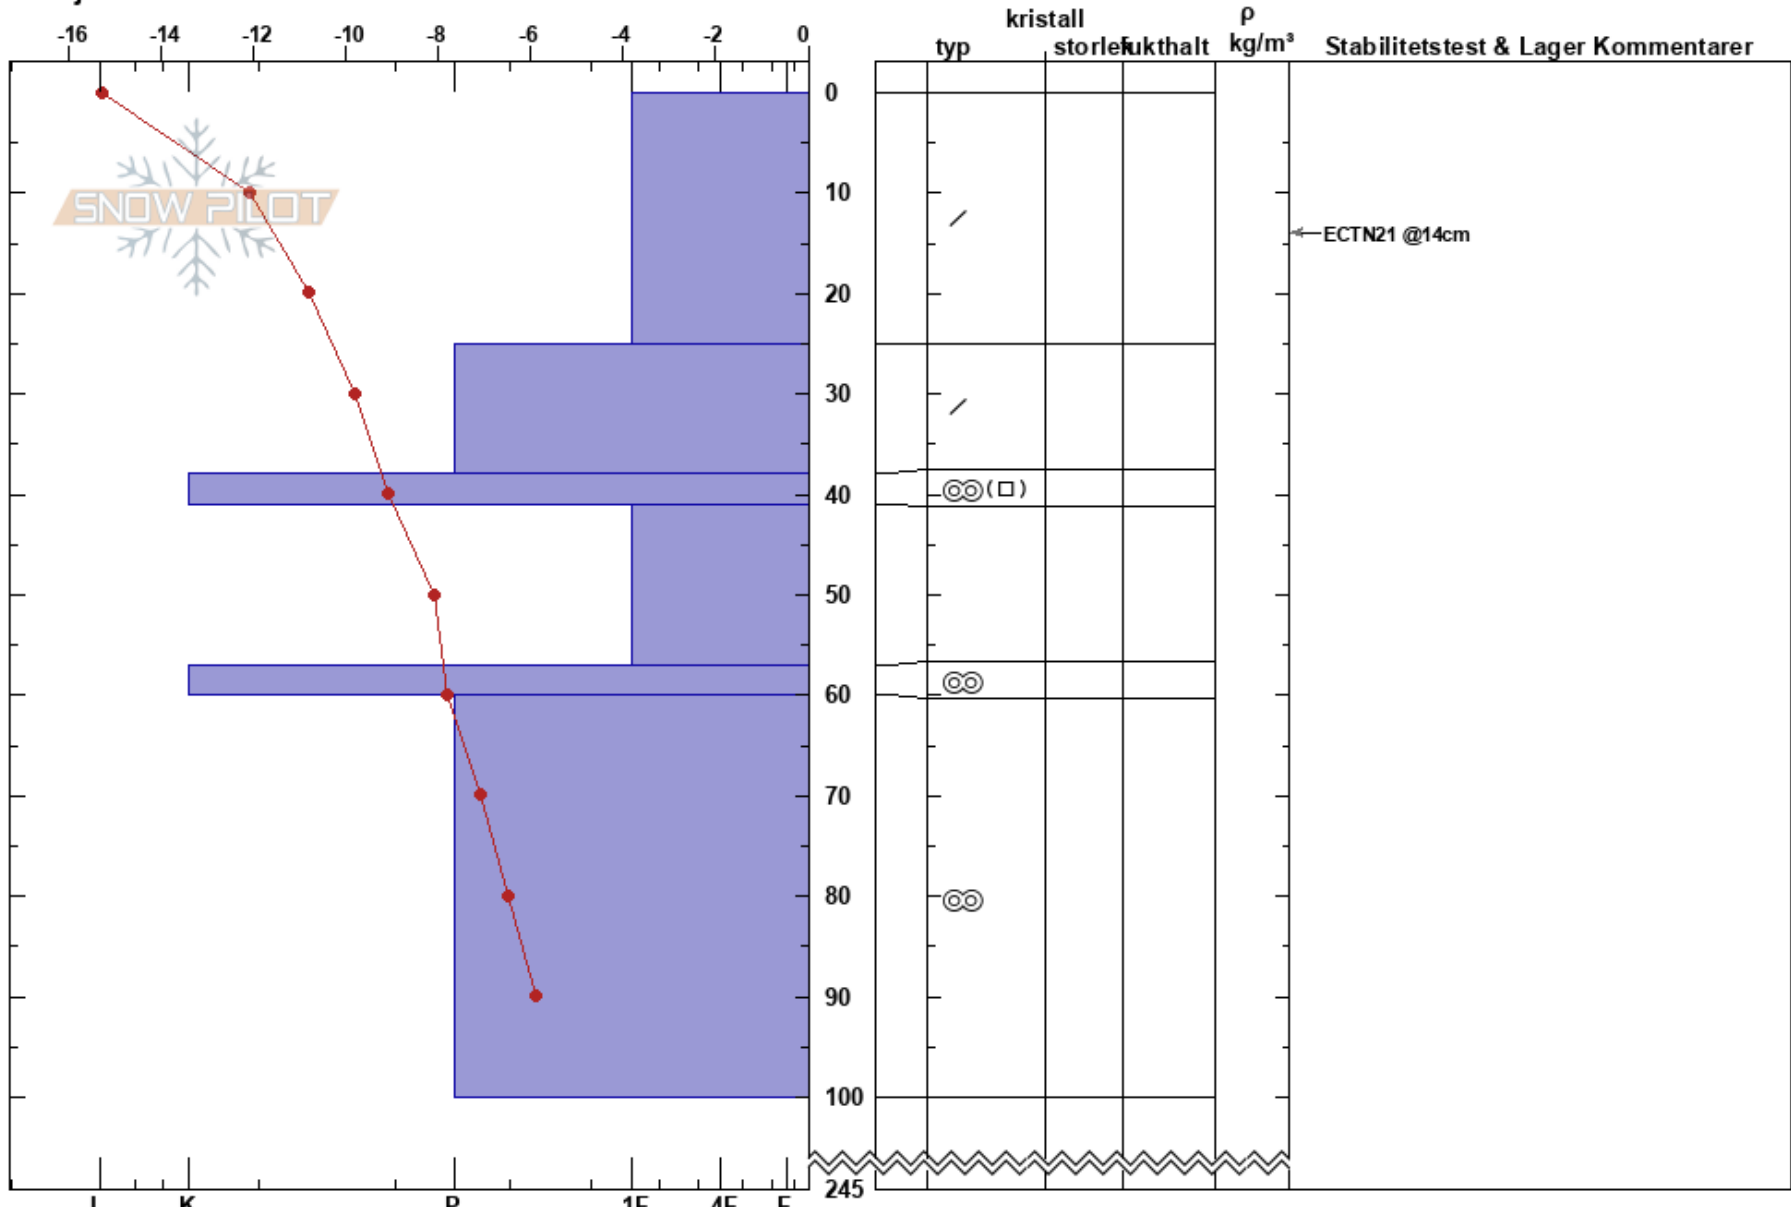 -16 -14 -12 -10 -8 -6 -4 -2 0
kristall
typ storlek fukthalt
ρ
kg/m³
Stabilitetstest & Lager Kommentarer
0
10
20
30
40
50
60
70
80
90
100
245
SNOW PILOT
ECTN21 @14cm
( )
I K P 1F 4F F